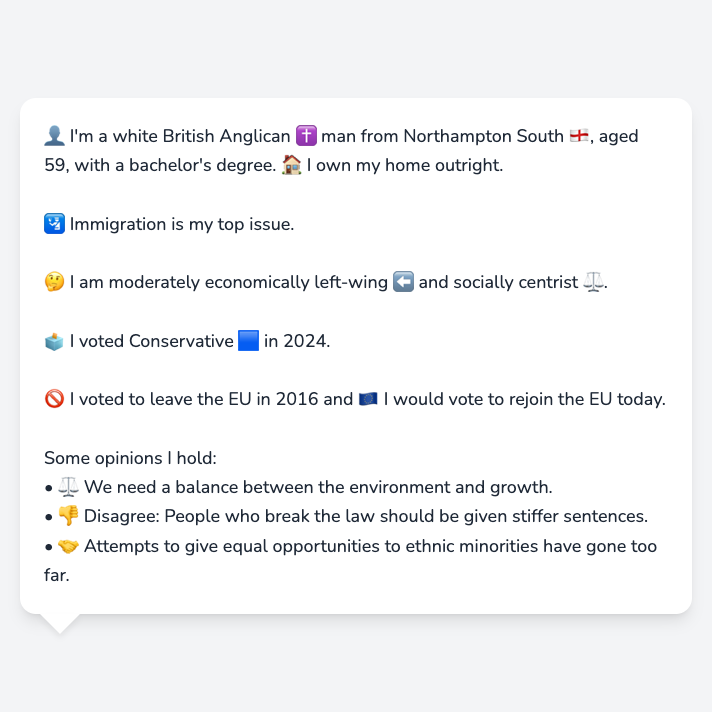 👤 I'm a white British Anglican ✝️ man from Northampton South 🏴󠁧󠁢󠁥󠁮󠁧󠁿, aged
59, with a bachelor's degree. 🏠 I own my home outright.
🛂 Immigration is my top issue.
🤔 I am moderately economically left-wing ⬅️ and socially centrist ⚖️.
🗳️ I voted Conservative 🟦 in 2024.
🚫 I voted to leave the EU in 2016 and 🇪🇺 I would vote to rejoin the EU today.
Some opinions I hold:
• ⚖️ We need a balance between the environment and growth.
• 👎 Disagree: People who break the law should be given stiffer sentences.
• 🤝 Attempts to give equal opportunities to ethnic minorities have gone too
far.